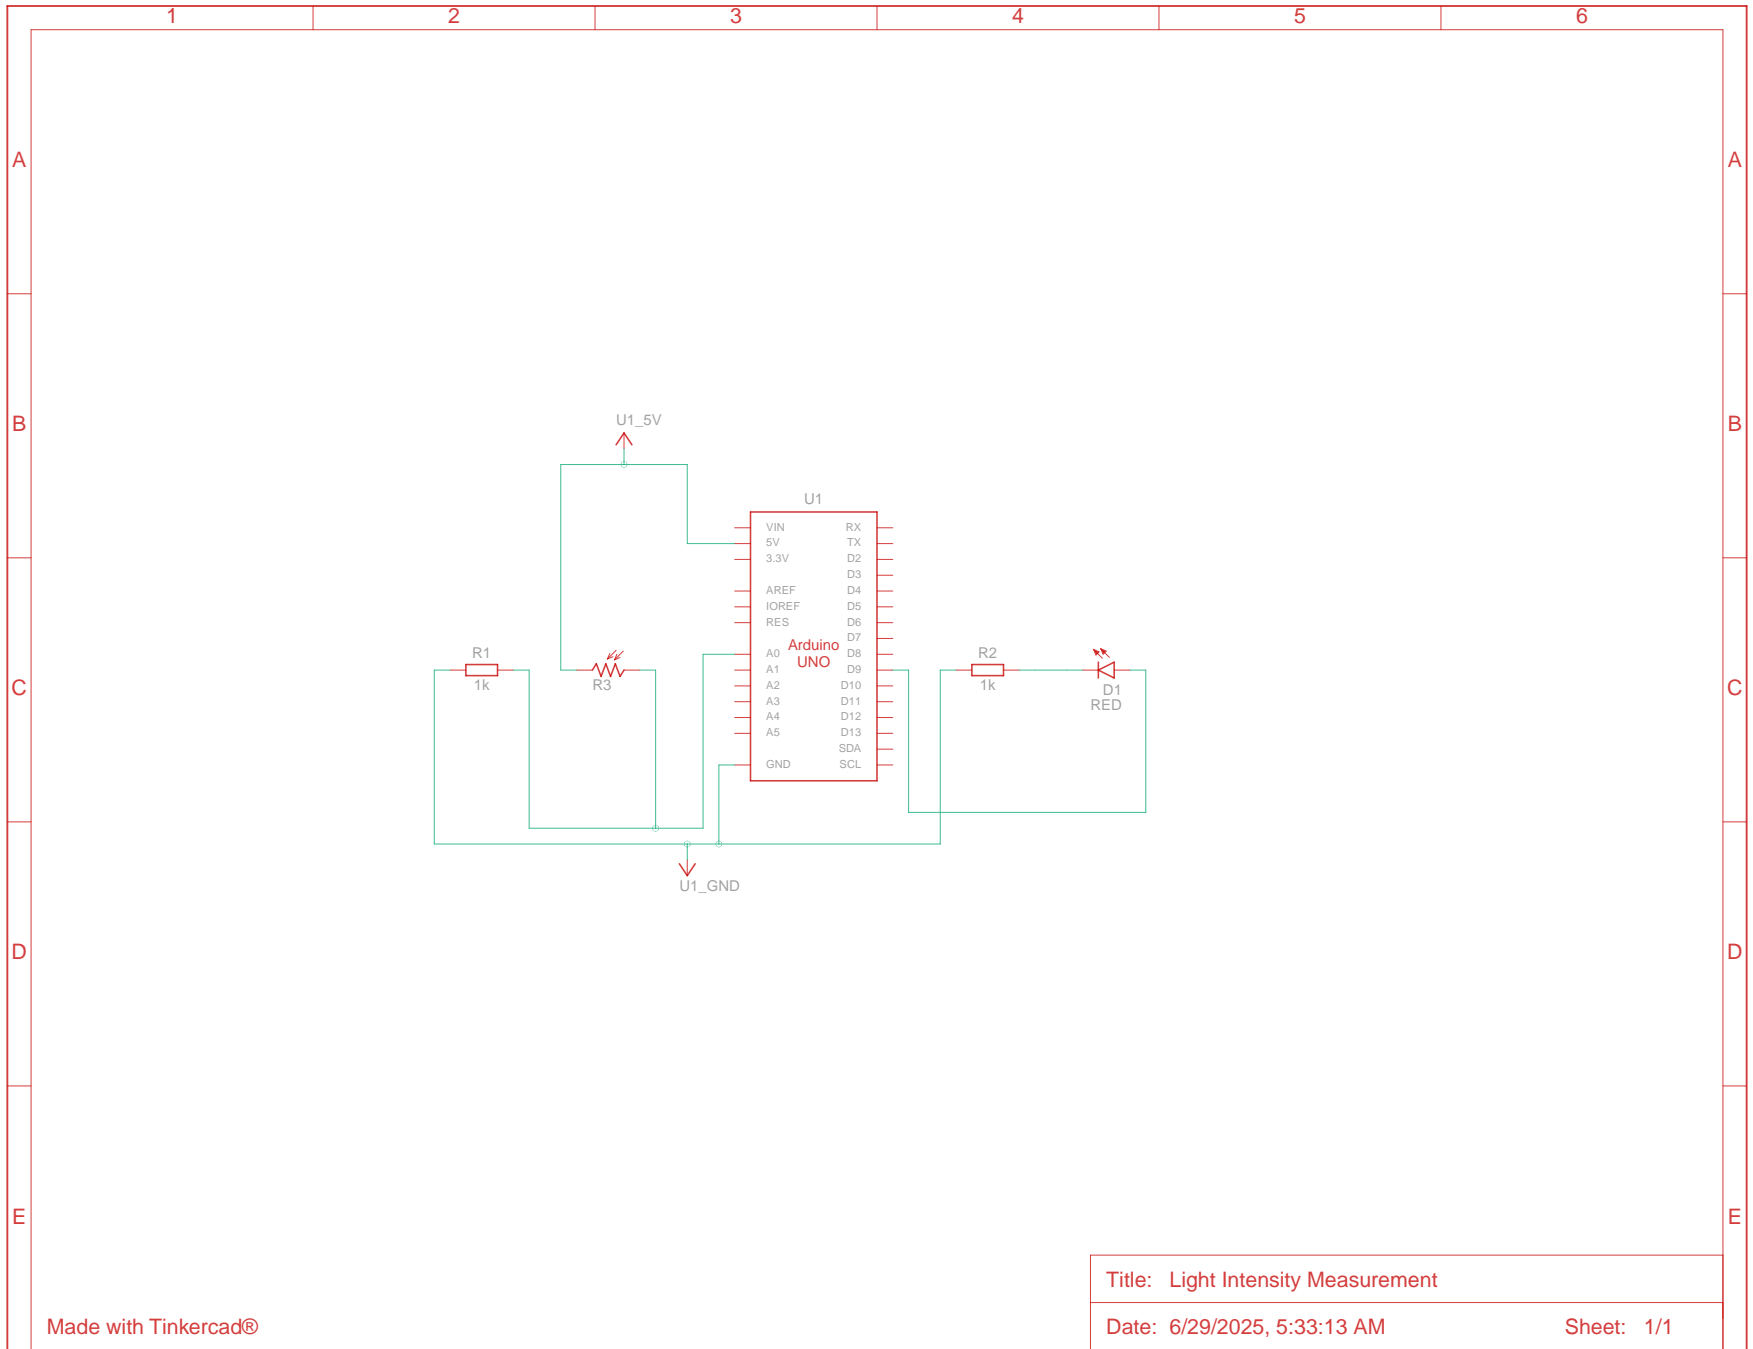 1 2 3 4 5 6
A A
B B
U1_5V
U1
VIN RX
5V TX
3.3V D2
D3
AREF D4
IOREF D5
RES D6
D7
Arduino
UNO
A0 D8
A1 D9
A2 D10
A3 D11
A4 D12
A5 D13
SDA
GND SCL
C C
R1
1k
R3
R2
1k
D1
RED
U1_GND
D D
E E
Title: Light Intensity Measurement
Made with Tinkercad®
Date: 6/29/2025, 5:33:13 AM Sheet: 1/1